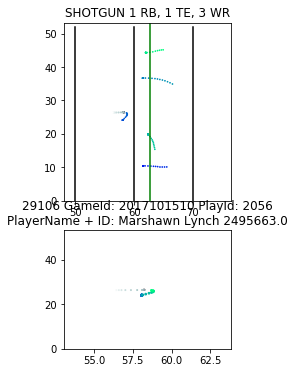 SHOTGUN 1 RB, 1 TE, 3 WR
50
40
30
20
10
0
50 60 70
29106 GameId: 2017101510 PlayId: 2056
PlayerName + ID: Marshawn Lynch 2495663.0
40
20
0
55.0 57.5 60.0 62.5